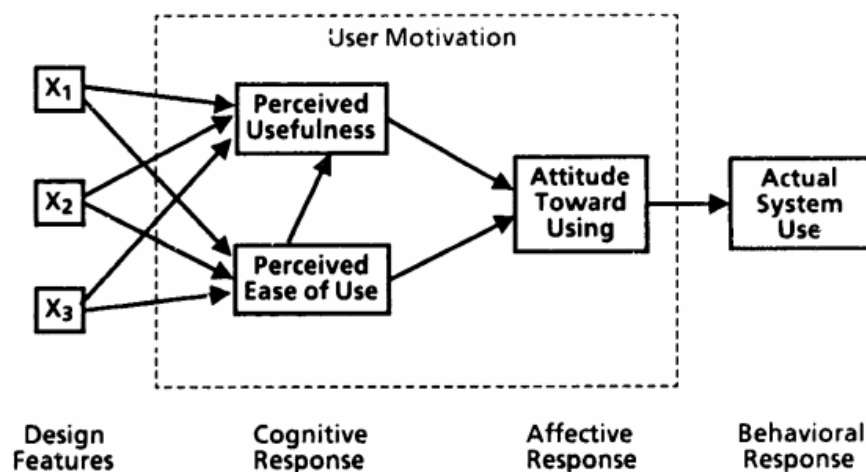 User Motivation
X1
Perceived
Usefulness
X2
Attitude
Toward
Using
Actual
System
Use
Perceived
Ease of Use
X3
Design
Features
Cognitive
Response
Affective
Response
Behavioral
Response